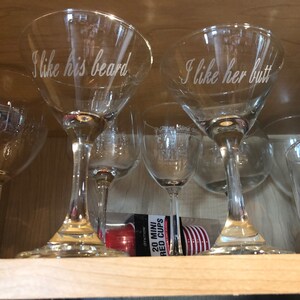 I like his beard
I like her butt
20 MINI
RED CUPS